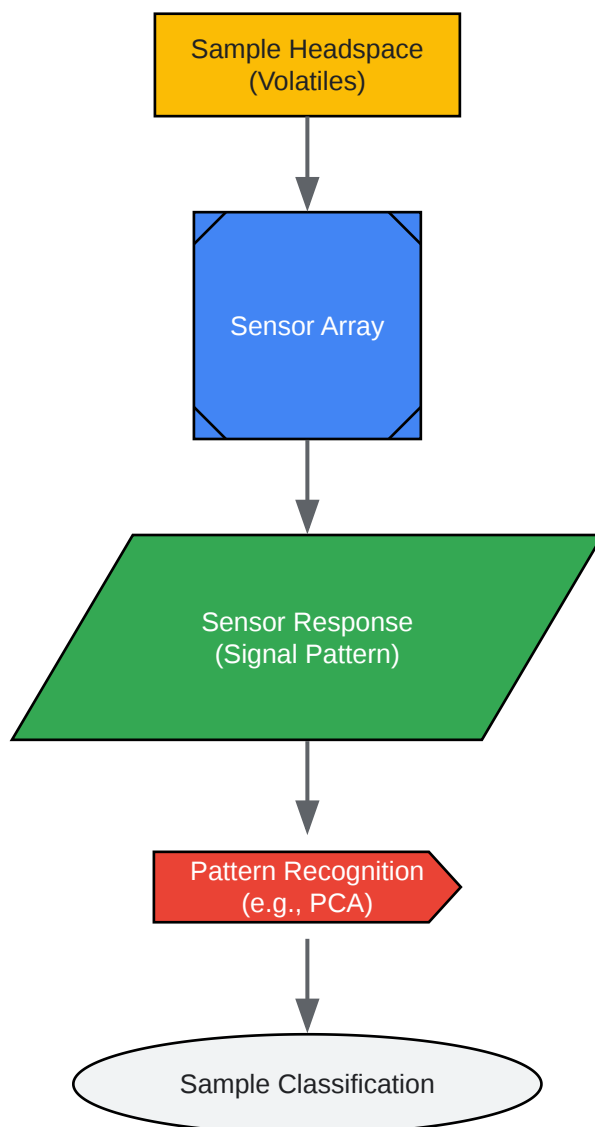 Sample Headspace
(Volatiles)
Sensor Array
Sensor Response
(Signal Pattern)
Pattern Recognition
(e.g., PCA)
Sample Classification